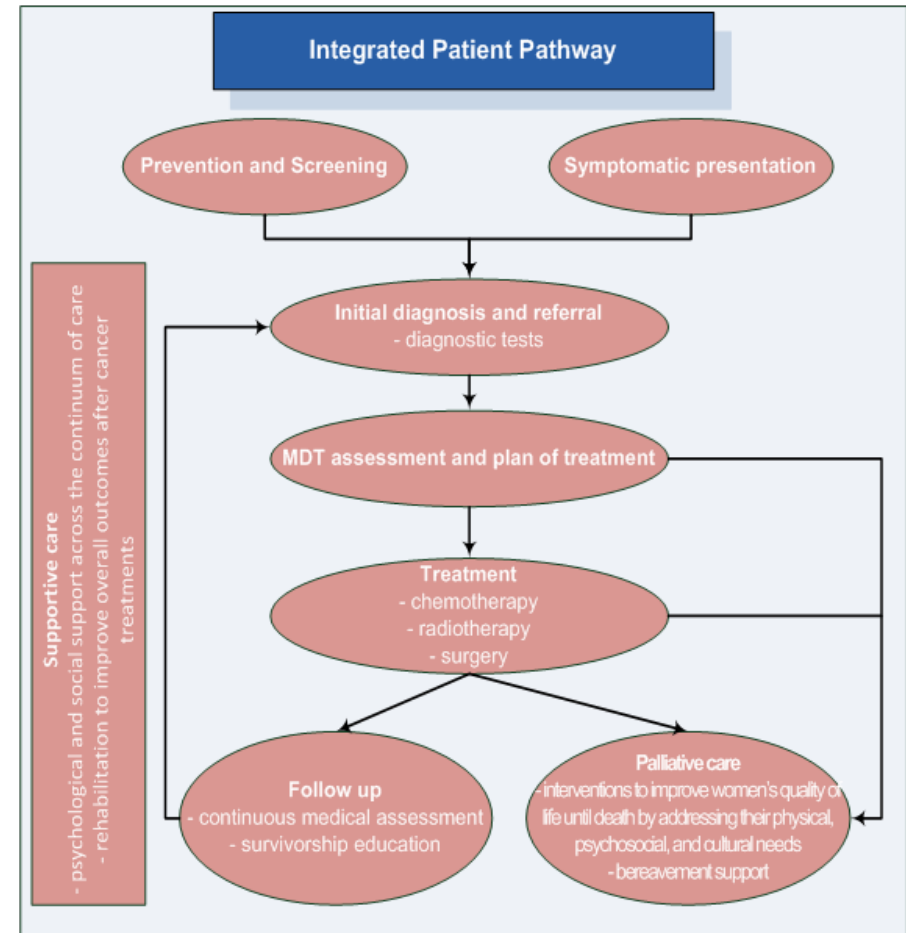 Integrated Patient Pathway
Prevention and Screening
Symptomatic presentation
Initial diagnosis and referral
- diagnostic tests
MDT assessment and plan of treatment
Treatment
- chemotherapy
- radiotherapy
- surgery
Follow up
- continuous medical assessment
- survivorship education
Palliative care
- interventions to improve women's quality of
life until death by addressing their physical,
psychosocial, and cultural needs
- bereavement support
Supportive care
- psychological and social support across the continuum of care
- rehabilitation to improve overall outcomes after cancer
treatments